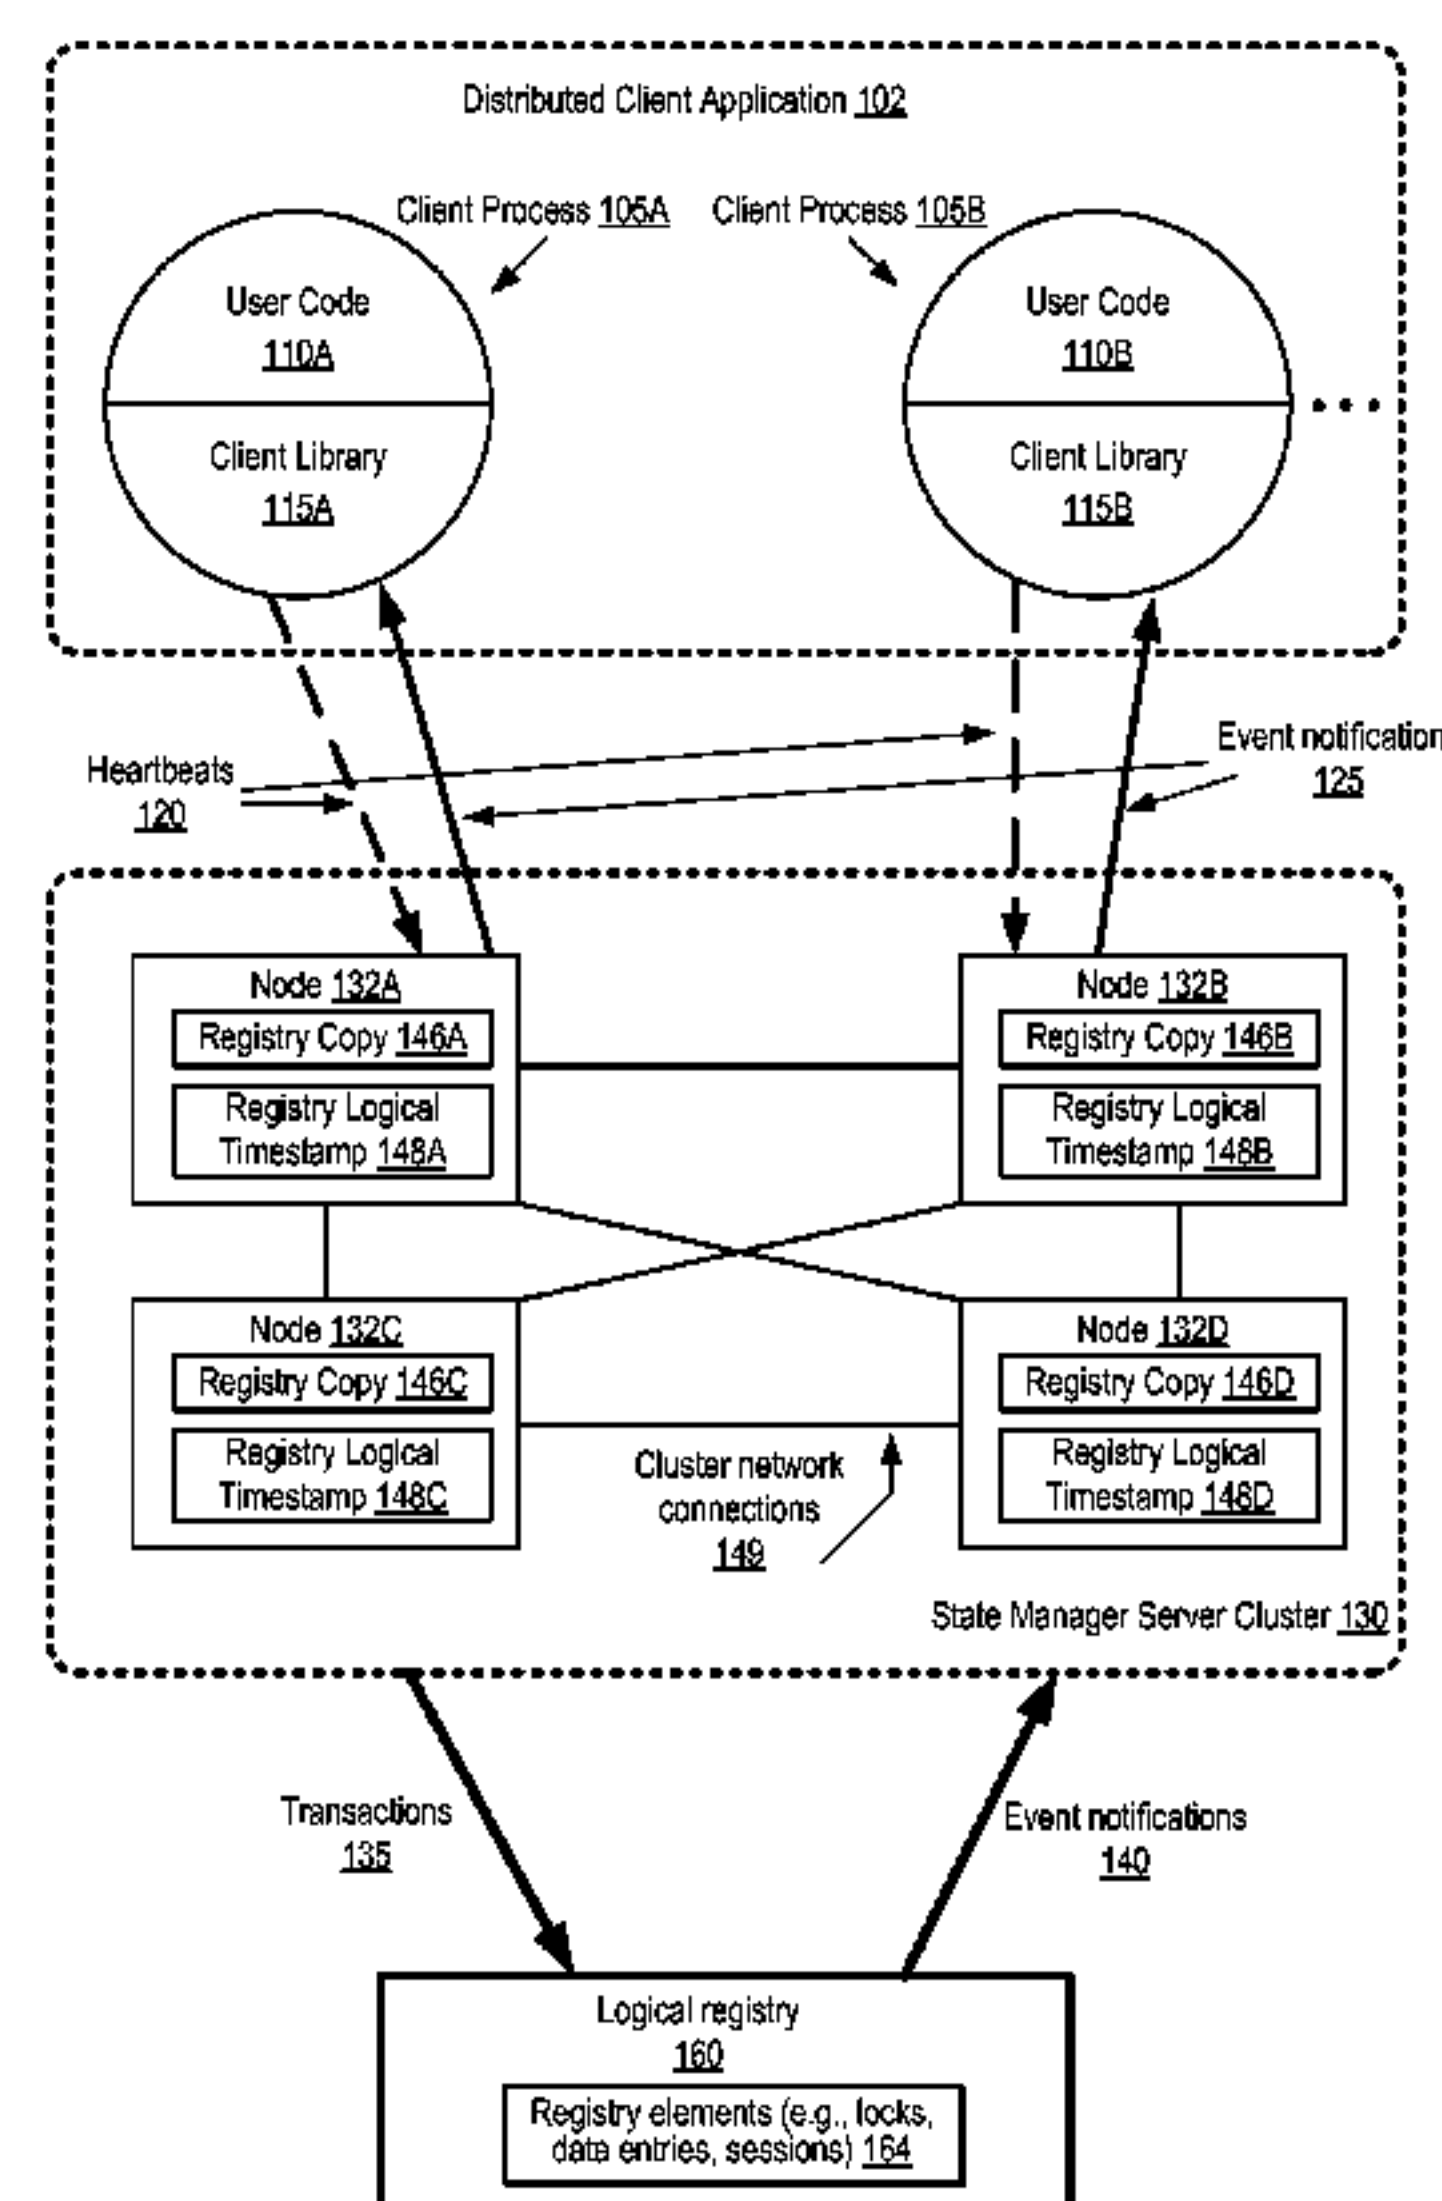 Distributed Client Application 102
Client Process 105A
Client Process 105B
User Code
110A
Client Library
115A
User Code
110B
Client Library
115B
Heartbeats
120
Event notification
125
Node 132A
Registry Copy 146A
Registry Logical
Timestamp 148A
Node 132B
Registry Copy 146B
Registry Logical
Timestamp 148B
Node 132C
Registry Copy 146C
Registry Logical
Timestamp 148C
Node 132D
Registry Copy 146D
Registry Logical
Timestamp 148D
Cluster network
connections
149
State Manager Server Cluster 130
Transactions
135
Event notifications
140
Logical registry
160
Registry elements (e.g., locks,
data entries, sessions) 164